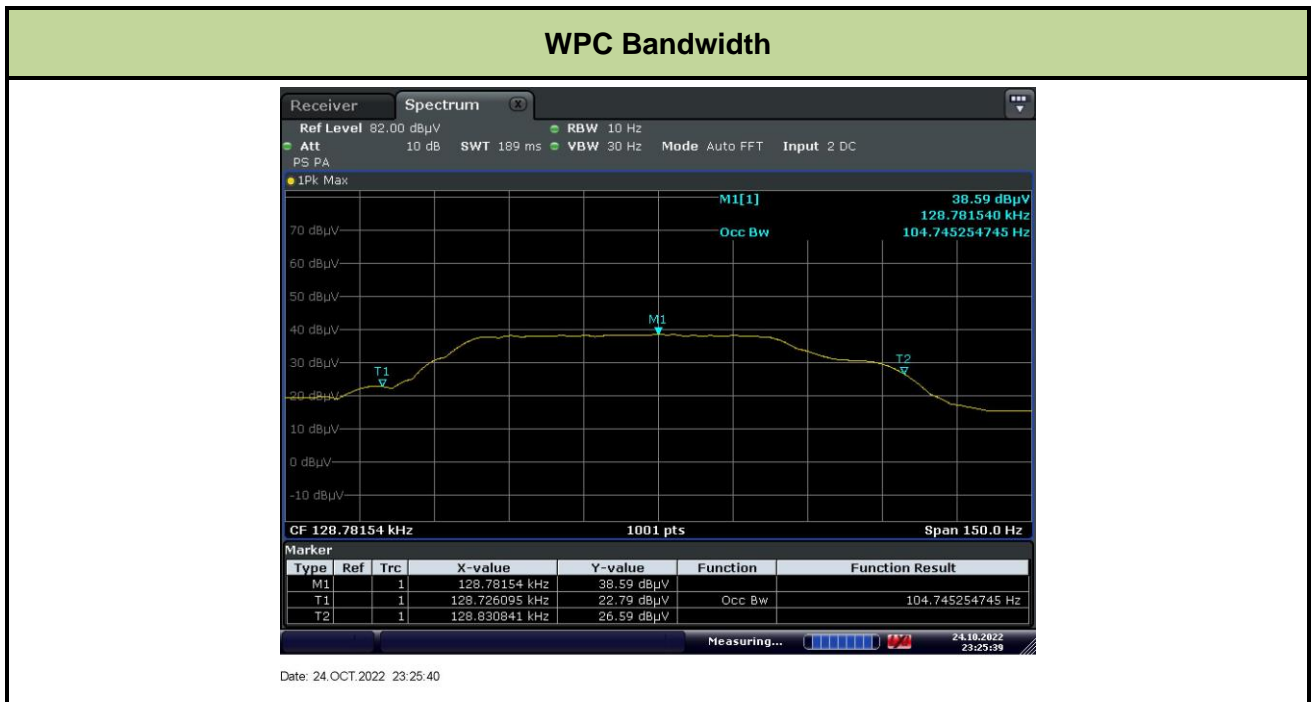 WPC Bandwidth
Receiver Spectrum
Ref Level 82.00 dBµV RBW 10 Hz
Att 10 dB SWT 189 ms VBW 30 Hz Mode Auto FFT Input 2 DC
PS PA
1Pk Max
M1[1] 38.59 dBµV
128.781540 kHz
70 dBµV Occ Bw 104.745254745 Hz
60 dBµV
50 dBµV
M1
40 dBµV
30 dBµV
T2
T1
20 dBµV
10 dBµV
0 dBµV
-10 dBµV
CF 128.78154 kHz 1001 pts Span 150.0 Hz
Marker
Type Ref Trc X-value Y-value Function Function Result
M1 1 128.78154 kHz 38.59 dBµV
T1 1 128.726095 kHz 22.79 dBµV Occ Bw 104.745254745 Hz
T2 1 128.830841 kHz 26.59 dBµV
Measuring... 24.10.2022
23:25:39
Date: 24.OCT.2022 23:25:40